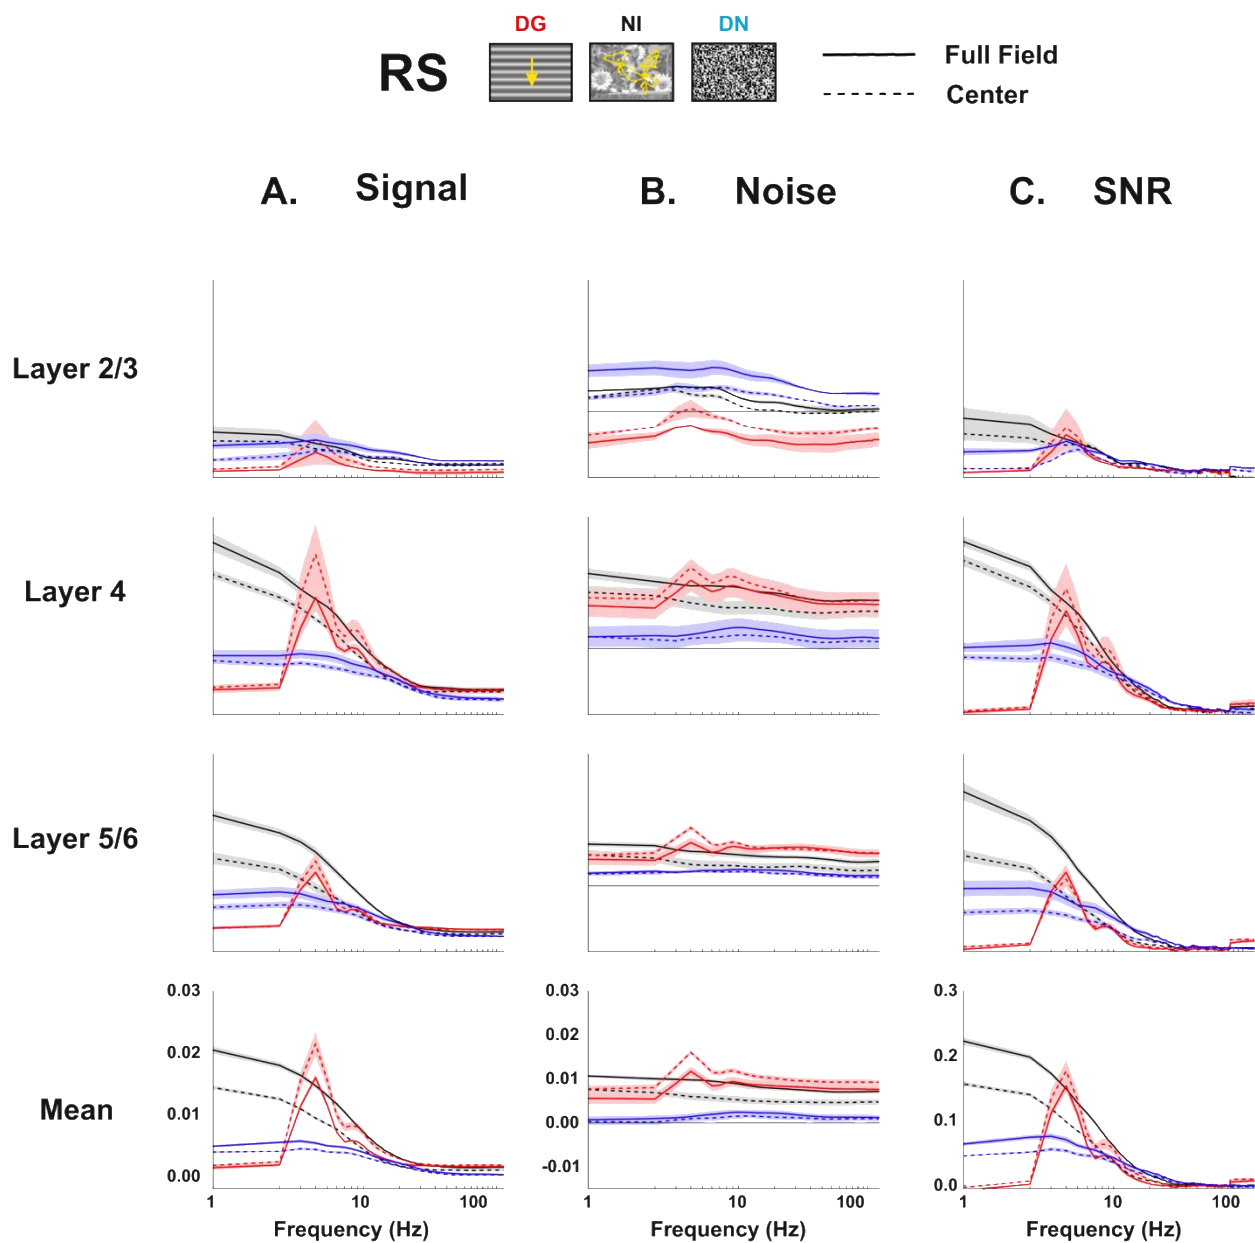 DG NI DN
RS
Full Field
Center
A. Signal B. Noise C. SNR
Layer 2/3
Layer 4
Layer 5/6
Mean
0.03
0.02
0.01
0.00
1 10 100
Frequency (Hz)
0.03
0.02
0.01
0.00
-0.01
1 10 100
Frequency (Hz)
0.3
0.2
0.1
0.0
1 10 100
Frequency (Hz)